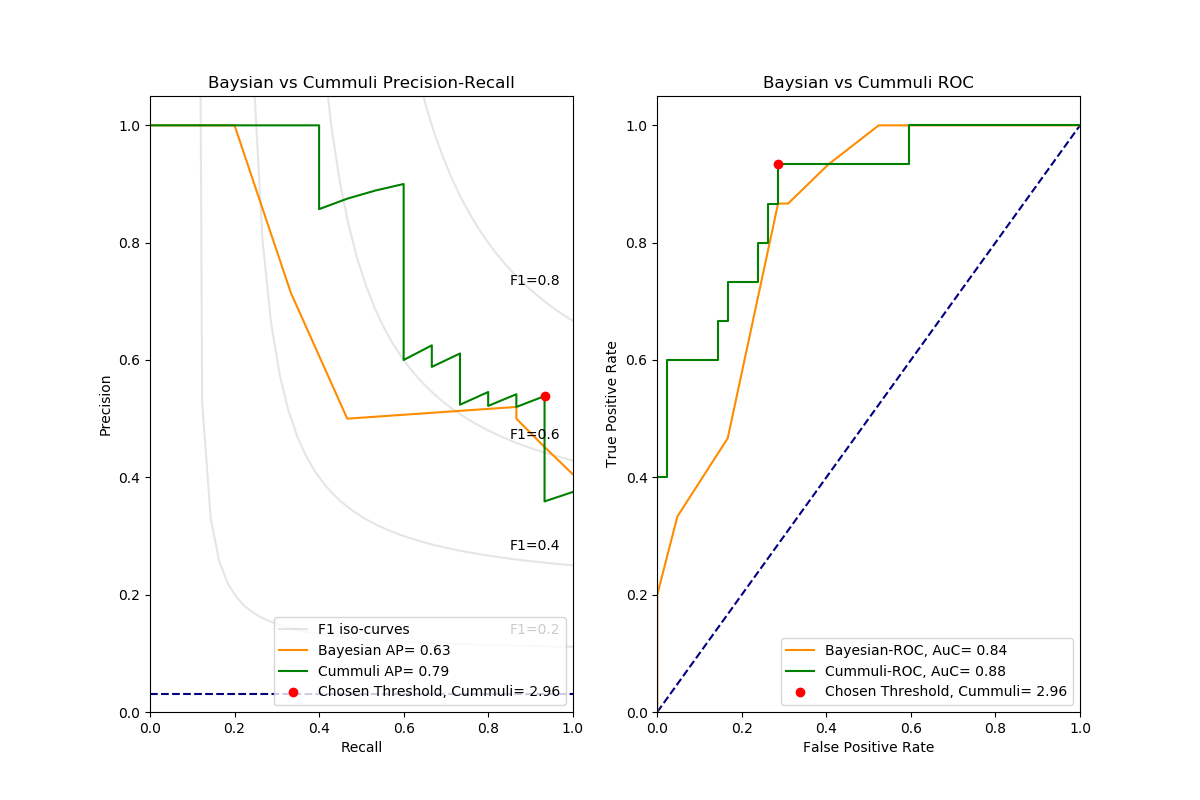 Baysian vs Cummuli Precision-Recall
1.0
0.8
0.6
0.4
0.2
0.0
Precision
F1=0.8
F1=0.6
F1=0.4
F1=0.2
F1 iso-curves
Bayesian AP= 0.63
Cummuli AP= 0.79
Chosen Threshold, Cummuli= 2.96
0.0 0.2 0.4 0.6 0.8 1.0
Recall
Baysian vs Cummuli ROC
1.0
0.8
0.6
0.4
0.2
0.0
True Positive Rate
Bayesian-ROC, AuC= 0.84
Cummuli-ROC, AuC= 0.88
Chosen Threshold, Cummuli= 2.96
0.0 0.2 0.4 0.6 0.8 1.0
False Positive Rate